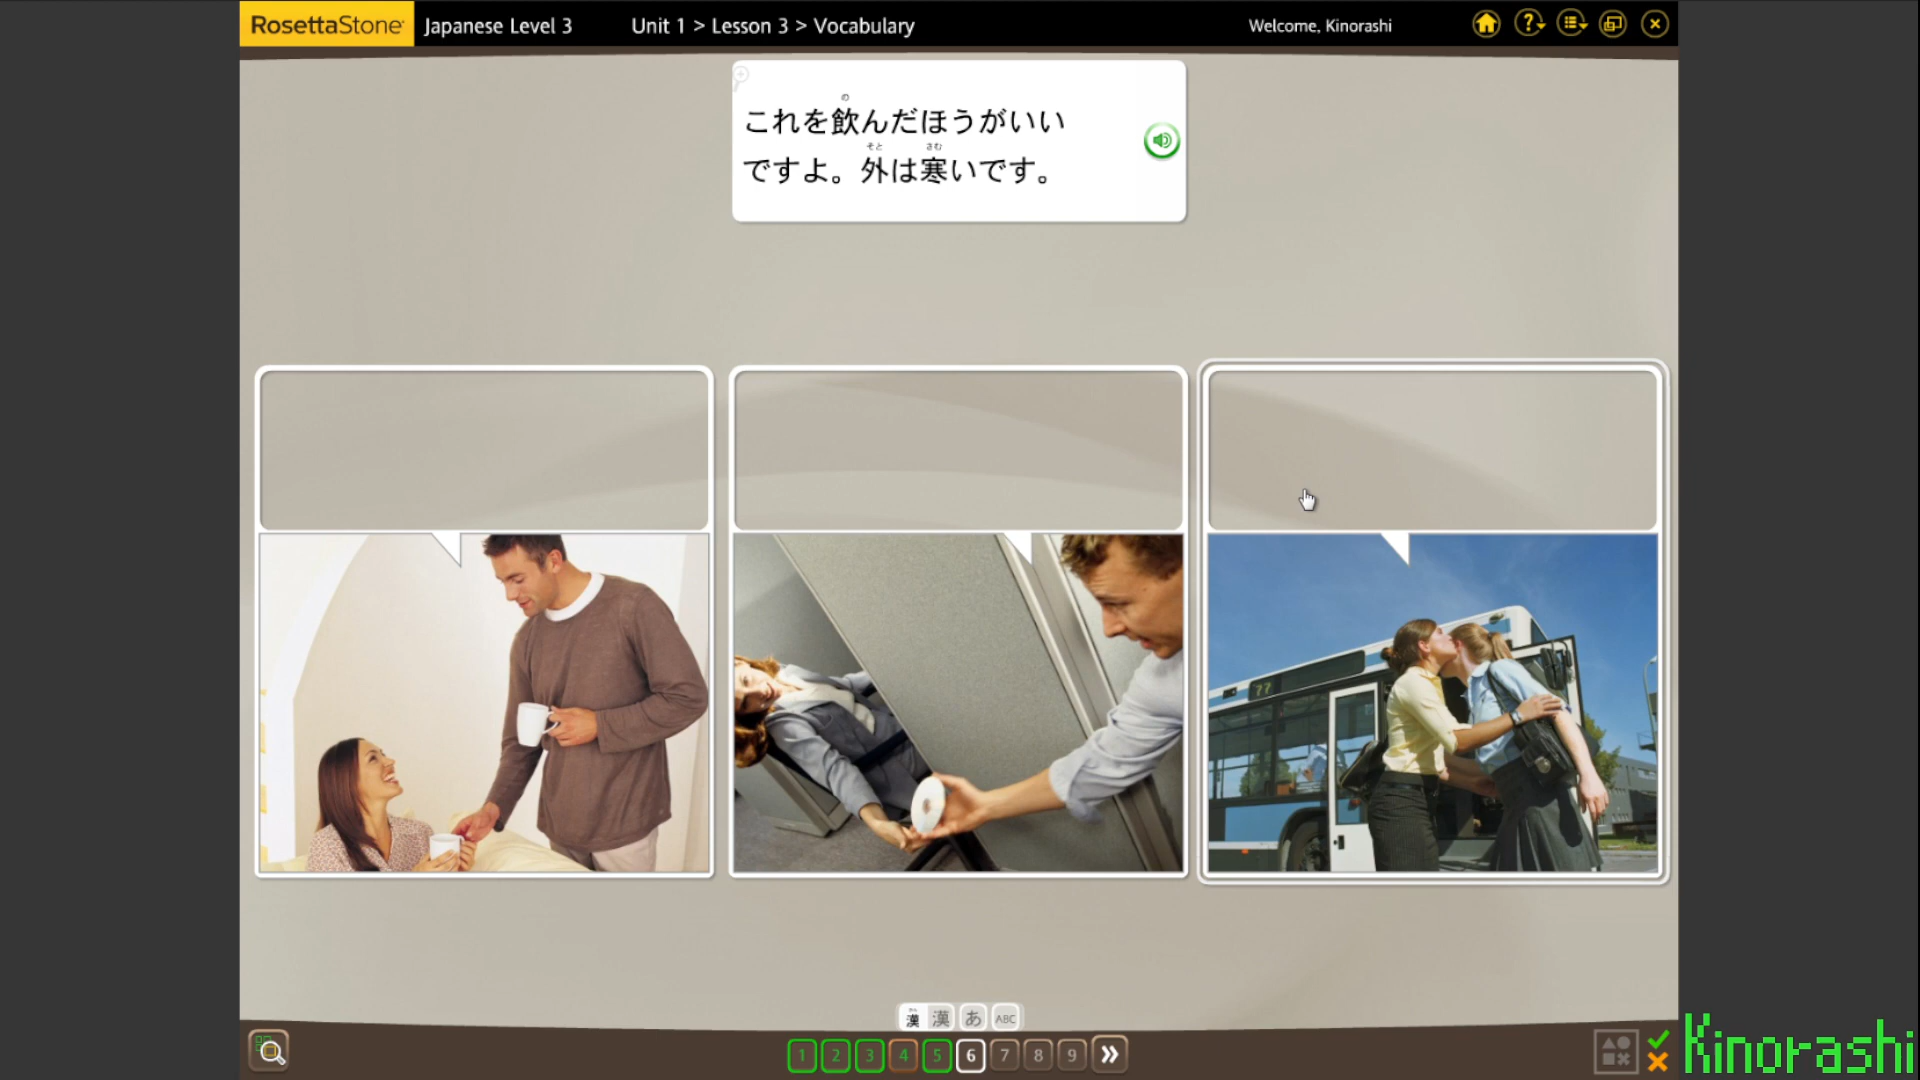 RosettaStone
Japanese Level 3
Unit 1 > Lesson 3 > Vocabulary
Welcome, Kinorashi
の
これを飲んだほうがいい
そと さむ
ですよ。外は寒いです。
77
漢 漢 あ ABC
1 2 3 4 5 6 7 8 9
Kinorashi